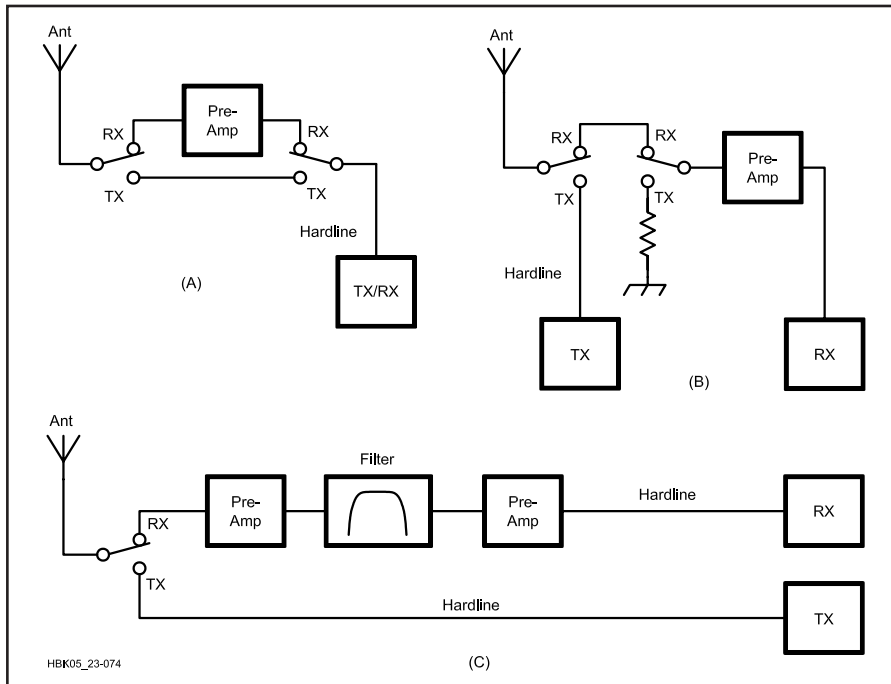 Ant
Pre-
Amp
RX
RX
TX
TX
Hardline
TX/RX
(A)
Ant
RX
RX
Pre-
Amp
TX
TX
Hardline
TX
RX
(B)
Ant
Filter
Pre-
Amp
Pre-
Amp
Hardline
RX
RX
TX
Hardline
TX
HBK05_23-074
(C)